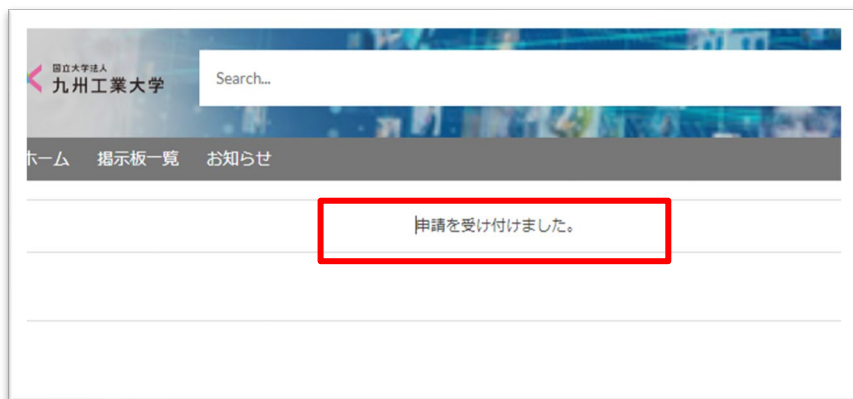 国立大学法人
九州工業大学
Search...
ホーム 掲示板一覧 お知らせ
申請を受け付けました。